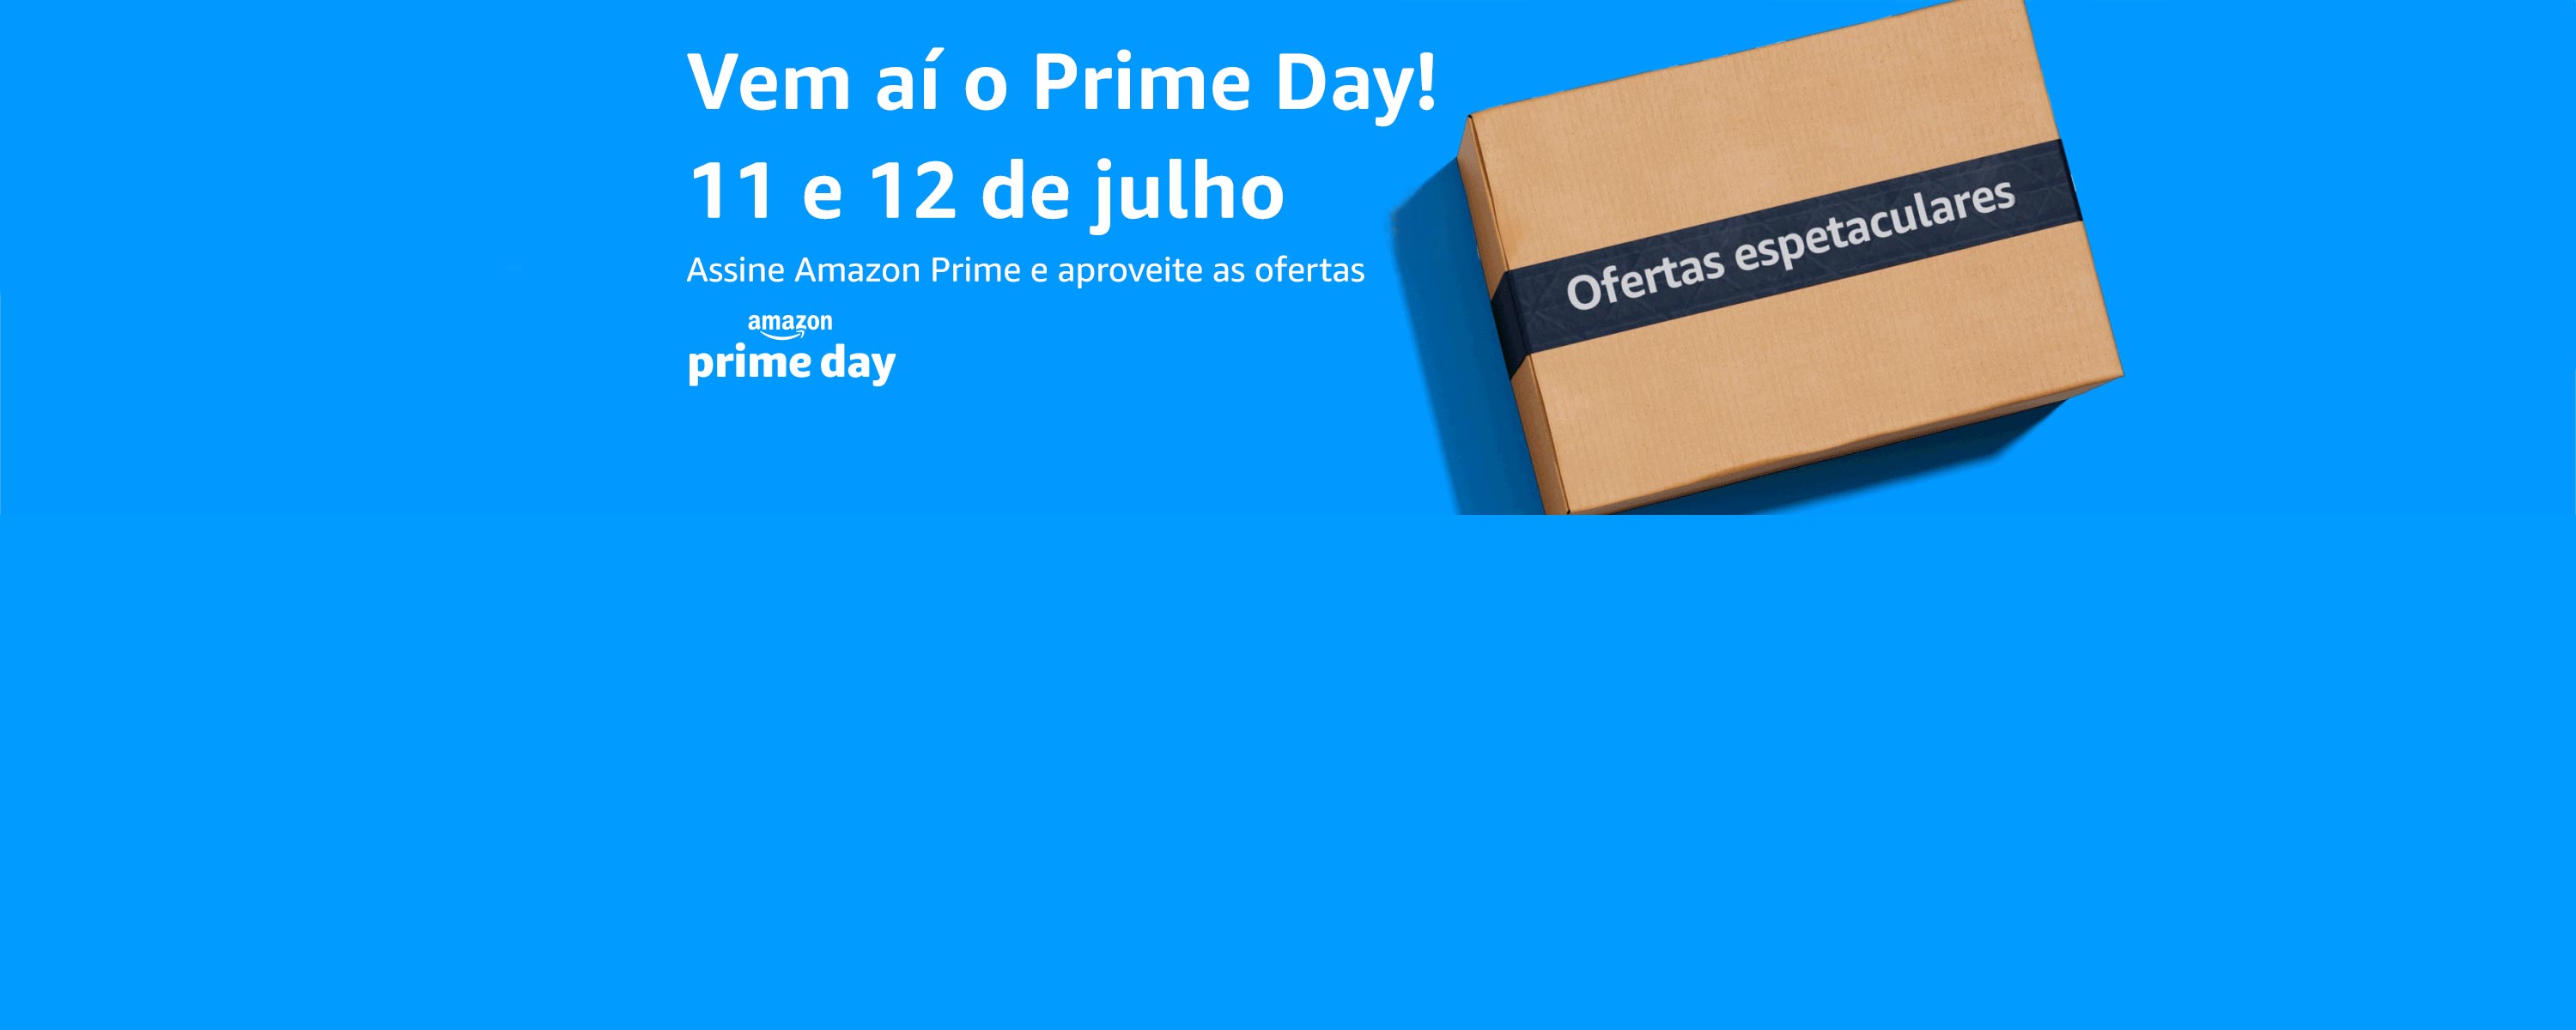 Vem aí o Prime Day!
11 e 12 de julho
Assine Amazon Prime e aproveite as ofertas
amazon
prime day
Ofertas espetaculares